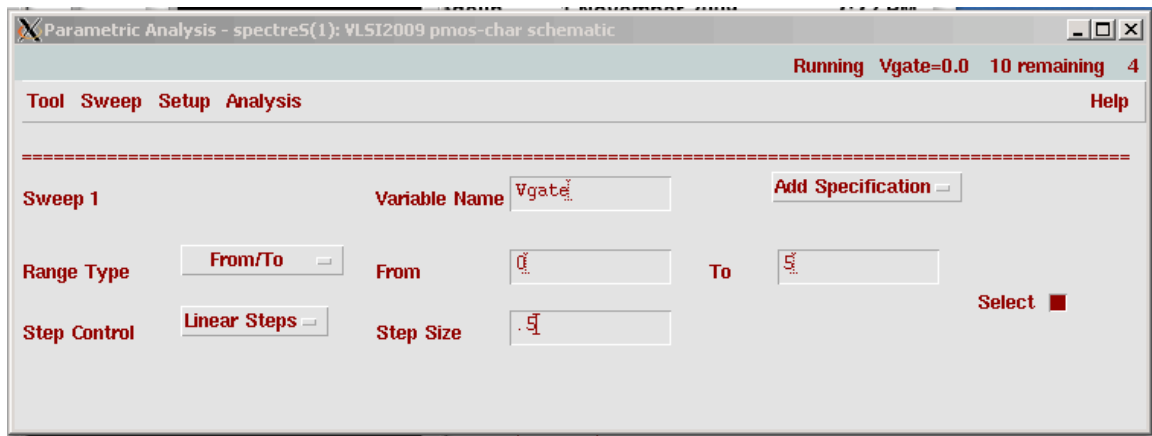 Parametric Analysis - spectreS(1): VLSI2009 pmos-char schematic
Running Vgate=0.0 10 remaining 4
Tool Sweep Setup Analysis Help
Sweep 1 Variable Name Vgate Add Specification
Range Type From/To From 0 To 5
Select
Step Control Linear Steps Step Size .5